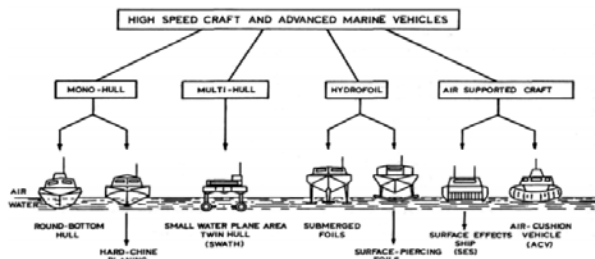 HIGH SPEED CRAFT AND ADVANCED MARINE VEHICLES
MONO-HULL
MULTI-HULL
HYDROFOIL
AIR SUPPORTED CRAFT
AIR
WATER
ROUND-BOTTOM
HULL
HARD-CHINE
SMALL WATER PLANE AREA
TWIN HULL
(SWATH)
SUBMERGED
FOILS
SURFACE-PIERCING
SURFACE EFFECTS
SHIP
(SES)
AIR-CUSHION
VEHICLE
(ACV)